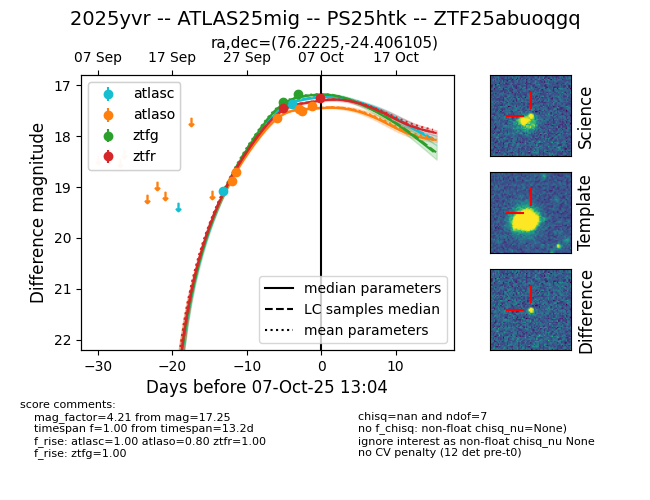 2025yvr -- ATLAS25mig -- PS25htk -- ZTF25abuoqgq
ra,dec=(76.2225,-24.406105)
07 Sep 17 Sep 27 Sep 07 Oct 17 Oct
17
18
19
20
21
22
Difference magnitude
atlasc
atlaso
ztfg
ztfr
median parameters
LC samples median
mean parameters
−30 −20 −10 0 10
Days before 07-Oct-25 13:04
Science
Template
Difference
score comments:
mag_factor=4.21 from mag=17.25
timespan f=1.00 from timespan=13.2d
f_rise: atlasc=1.00 atlaso=0.80 ztfr=1.00
f_rise: ztfg=1.00
chisq=nan and ndof=7
no f_chisq: non-float chisq_nu=None)
ignore interest as non-float chisq_nu None
no CV penalty (12 det pre-t0)